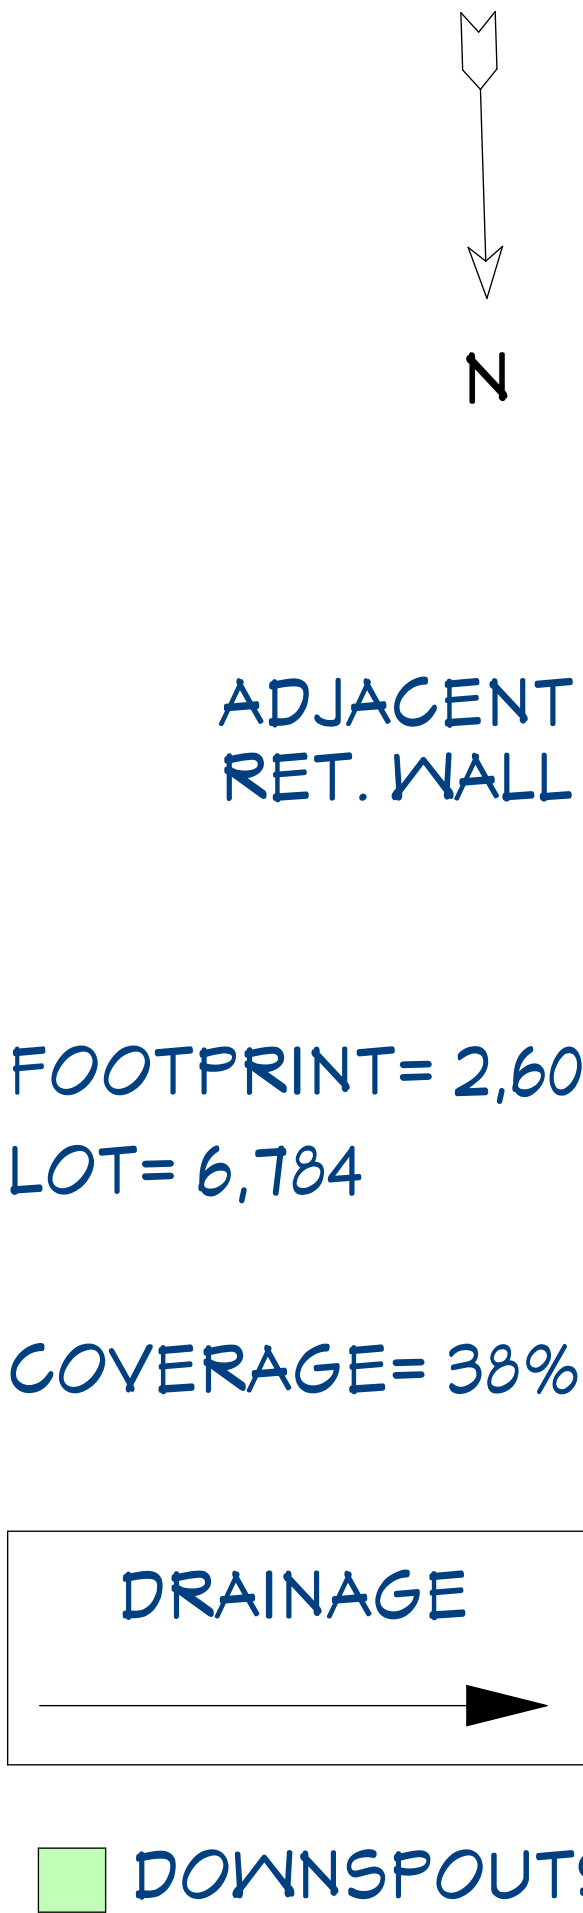 N
ADJACENT
RET. WALL
FOOTPRINT= 2,60
LOT= 6,784
COVERAGE= 38%
DRAINAGE
DOWNSPOUTS